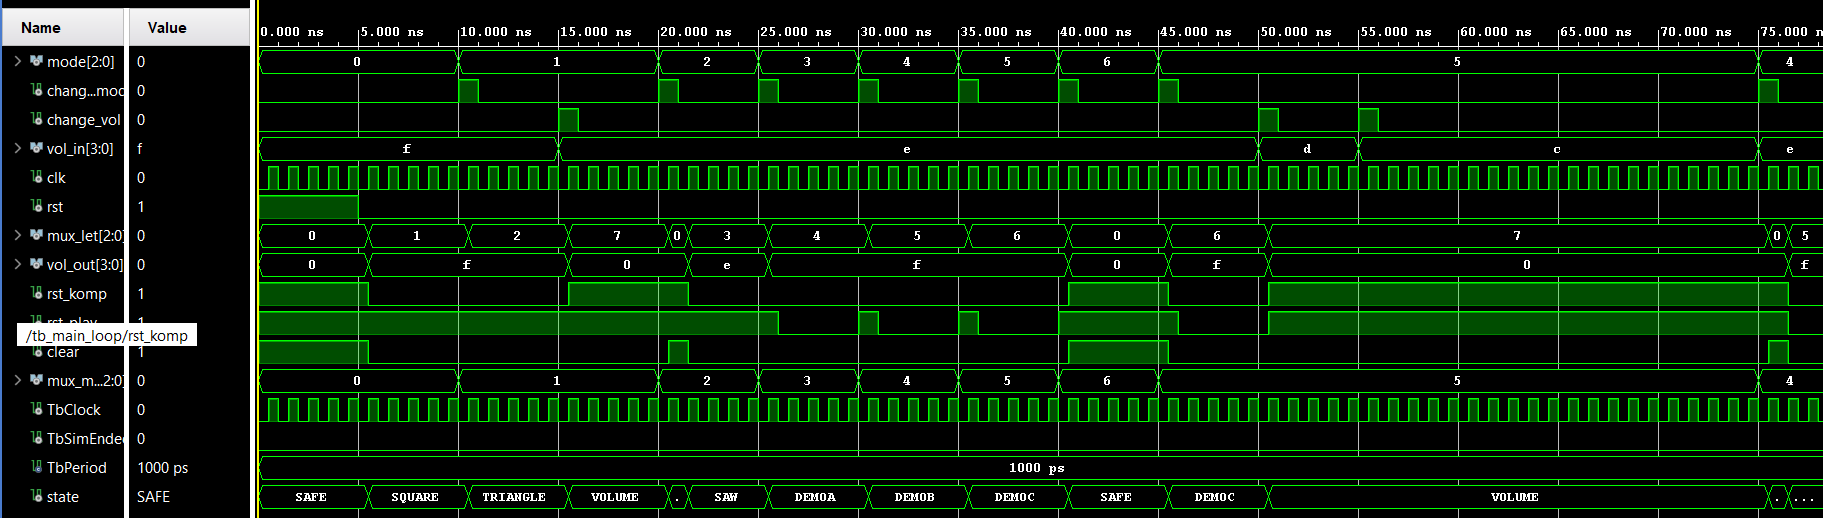 Name Value 0.000 ns 5.000 ns 10.000 ns 15.000 ns 20.000 ns 25.000 ns 30.000 ns 35.000 ns 40.000 ns 45.000 ns 50.000 ns 55.000 ns 60.000 ns 65.000 ns 70.000 ns 75.000 n
mode[2:0] 0 0 1 2 3 4 5 6 5 4
chang...mod 0
change_vol 0
vol_in[3:0] f f e d c e
clk 0
rst 1
mux_let[2:0] 0 0 1 2 7 0 3 4 5 6 0 6 7 0 5
vol_out[3:0] 0 0 f 0 e f 0 f 0 f
rst_komp 1
/tb_main_loop/rst_komp
clear 1
mux_m...2:0] 0 0 1 2 3 4 5 6 5 4
TbClock 0
TbSimEnded 0
TbPeriod 1000 ps 1000 ps
state SAFE SAFE SQUARE TRIANGLE VOLUME . SAW DEMOA DEMOB DEMOC SAFE DEMOC VOLUME . ...